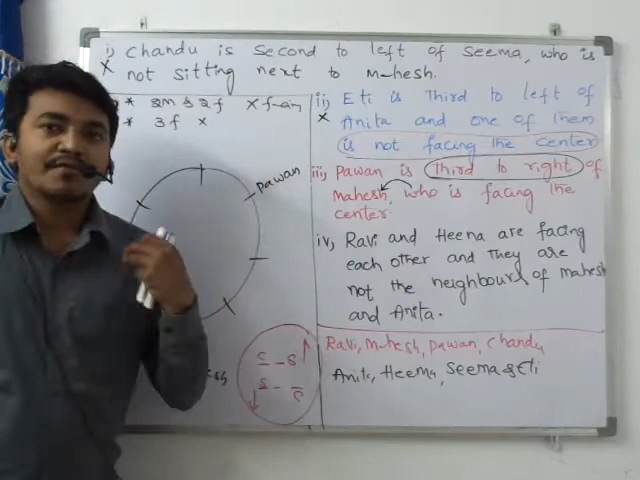 i) Chandu is second to left of Seema, who is
x not sitting next to Mahesh.
* 2m & 2f x f-ain
* 3f x
ii) Eti is Third to left of
x Anita and one of them
is not facing the center
iii) Pawan is Third to right of
Mahesh, who is facing the
center.
iv) Ravi and Heena are facing
each other and They are
not the neighbours of mahesh
and Anita.
Pawan
Ravi, Mahesh, Pawan, Chandu
Anita, Heema, Seema & Eti